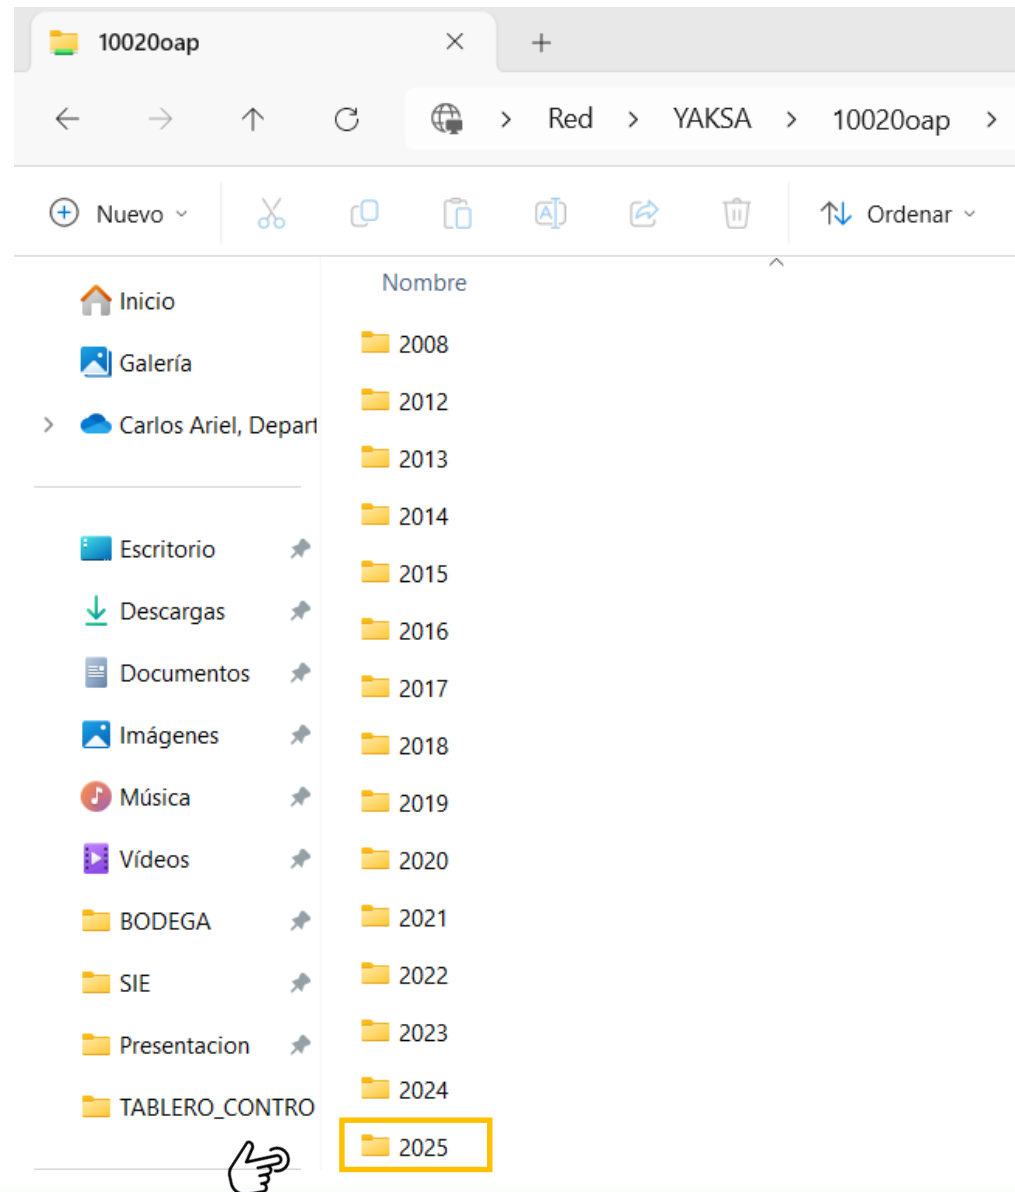 10020oap
Red > YAKSA > 10020oap >
Nuevo
Ordenar
Inicio
Galería
Carlos Ariel, Depart
Escritorio
Descargas
Documentos
Imágenes
Música
Vídeos
BODEGA
SIE
Presentacion
TABLERO_CONTRO
Nombre
2008
2012
2013
2014
2015
2016
2017
2018
2019
2020
2021
2022
2023
2024
2025